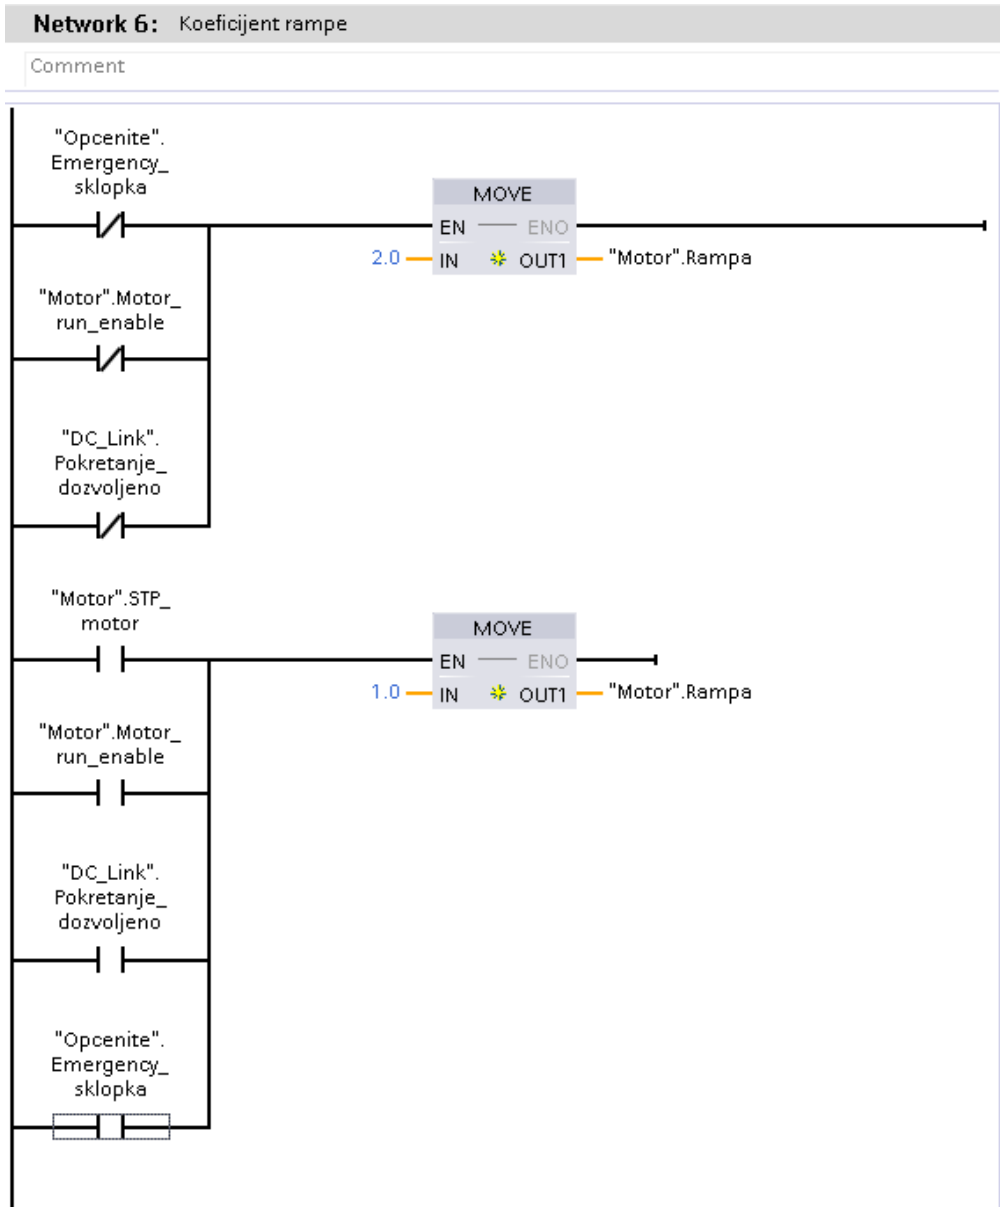 Network 6: Koeficijent rampe
Comment
"Opcenite".
Emergency_
sklopka
MOVE
EN ENO
2.0 IN OUT1 "Motor".Rampa
"Motor".Motor_
run_enable
"DC_Link".
Pokretanje_
dozvoljeno
"Motor".STP_
motor
MOVE
EN ENO
1.0 IN OUT1 "Motor".Rampa
"Motor".Motor_
run_enable
"DC_Link".
Pokretanje_
dozvoljeno
"Opcenite".
Emergency_
sklopka